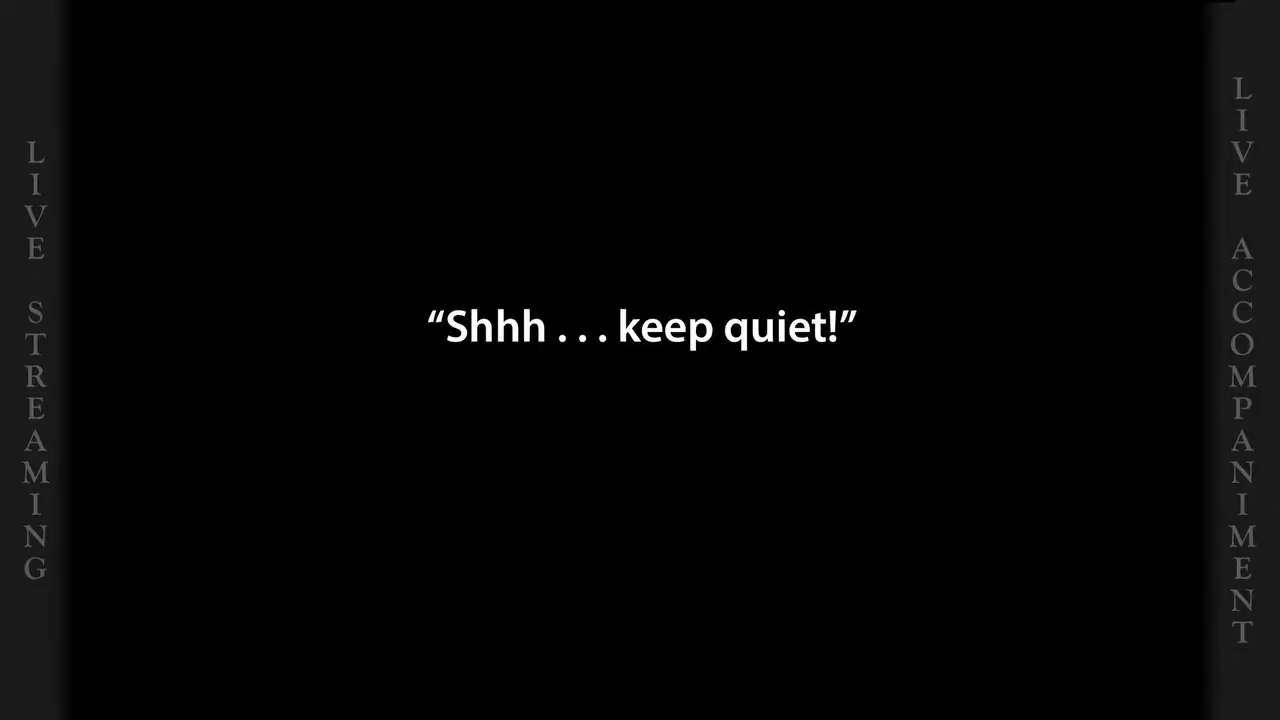 LIVE STREAMING
“Shhh . . . keep quiet!”
LIVE ACCOMPANIMENT